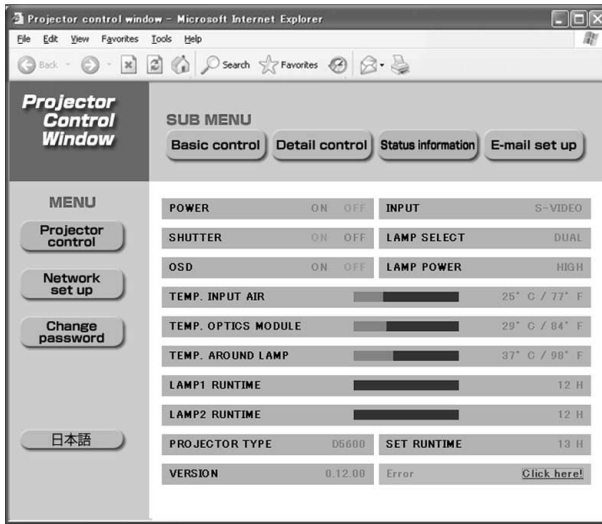 Projector control window - Microsoft Internet Explorer
File Edit View Favorites Tools Help
Back Search Favorites
Projector
Control
Window
SUB MENU
Basic control Detail control Status information E-mail set up
MENU
Projector
control
Network
set up
Change
password
日本語
POWER ON OFF INPUT S-VIDEO
SHUTTER ON OFF LAMP SELECT DUAL
OSD ON OFF LAMP POWER HIGH
TEMP. INPUT AIR 25° C / 77° F
TEMP. OPTICS MODULE 29° C / 84° F
TEMP. AROUND LAMP 37° C / 98° F
LAMP1 RUNTIME 12 H
LAMP2 RUNTIME 12 H
PROJECTOR TYPE D5600 SET RUNTIME 13 H
VERSION 0.12.00 Error Click here!